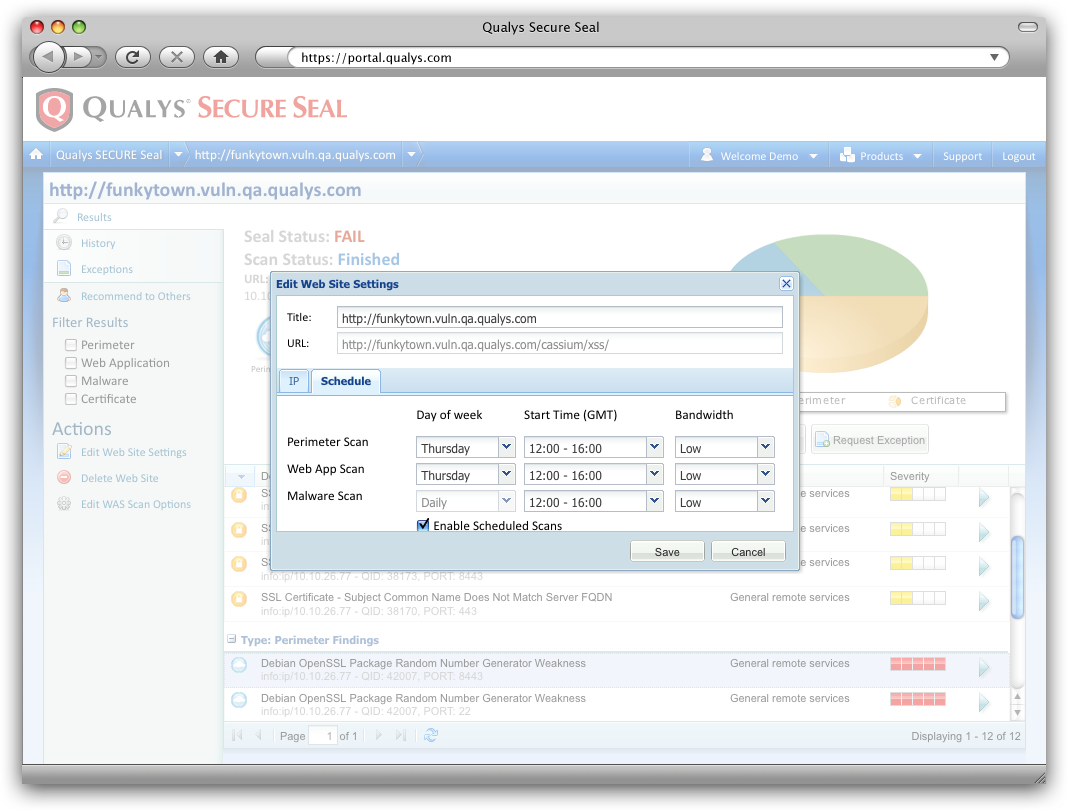 Qualys Secure Seal
https://portal.qualys.com
QUALYS® SECURE SEAL
Qualys SECURE Seal http://funkytown.vuln.qa.qualys.com Welcome Demo Products Support Logout
http://funkytown.vuln.qa.qualys.com
Results
History
Exceptions
Recommend to Others
Filter Results
Perimeter
Web Application
Malware
Certificate
Actions
Edit Web Site Settings
Delete Web Site
Edit WAS Scan Options
Seal Status: FAIL
Scan Status: Finished
URL:
10.10
Perim
Edit Web Site Settings
Title: http://funkytown.vuln.qa.qualys.com
URL: http://funkytown.vuln.qa.qualys.com/cassium/xss/
IP Schedule
Day of week Start Time (GMT) Bandwidth
Perimeter Scan Thursday 12:00 - 16:00 Low
Web App Scan Thursday 12:00 - 16:00 Low
Malware Scan Daily 12:00 - 16:00 Low
Enable Scheduled Scans
Save Cancel
erimeter Certificate
Request Exception
Severity
e services
e services
e services
info:ip/10.10.26.77 - QID: 38173, PORT: 8443
SSL Certificate - Subject Common Name Does Not Match Server FQDN General remote services
info:ip/10.10.26.77 - QID: 38170, PORT: 443
Type: Perimeter Findings
Debian OpenSSL Package Random Number Generator Weakness General remote services
info:ip/10.10.26.77 - QID: 42007, PORT: 8443
Debian OpenSSL Package Random Number Generator Weakness General remote services
info:ip/10.10.26.77 - QID: 42007, PORT: 22
Page 1 of 1 Displaying 1 - 12 of 12